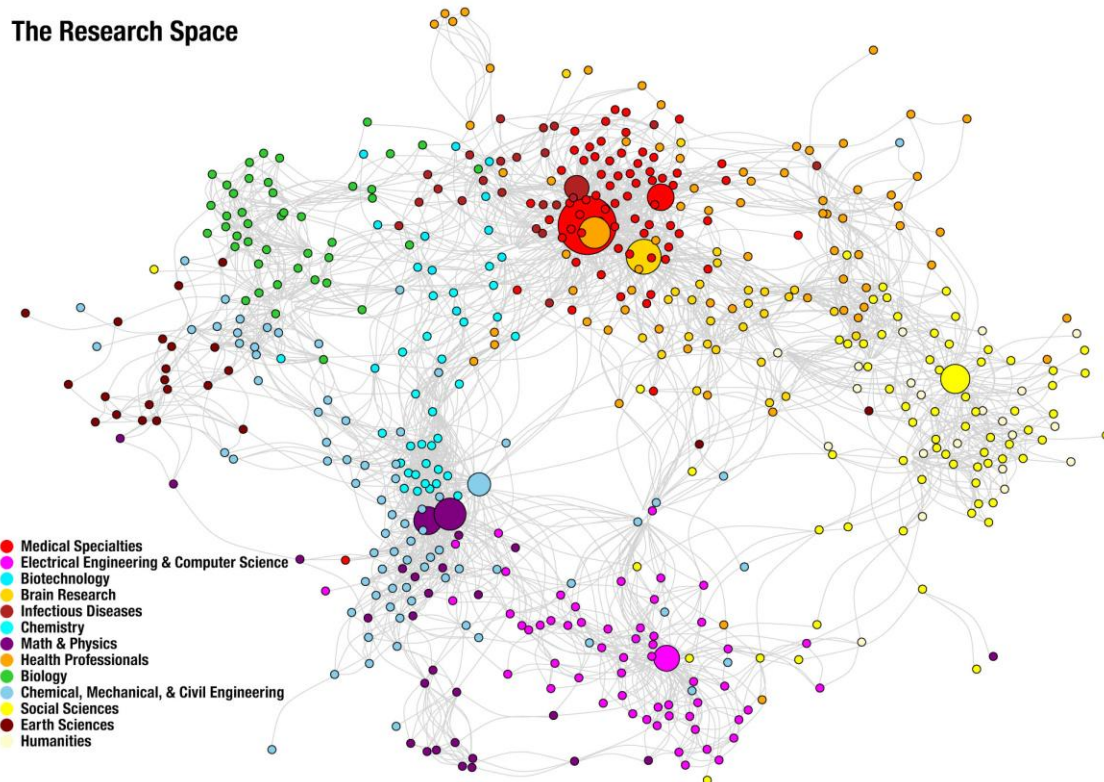 The Research Space
Medical Specialties
Electrical Engineering & Computer Science
Biotechnology
Brain Research
Infectious Diseases
Chemistry
Math & Physics
Health Professionals
Biology
Chemical, Mechanical, & Civil Engineering
Social Sciences
Earth Sciences
Humanities